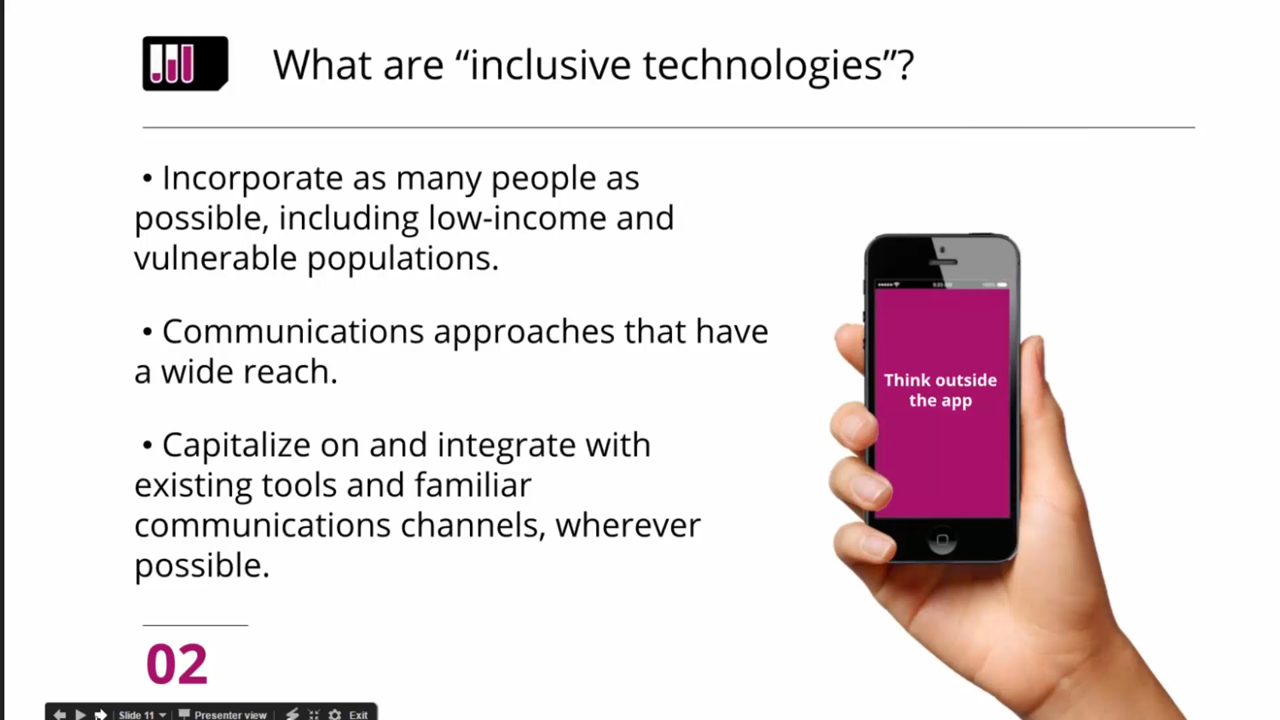 What are “inclusive technologies”?
• Incorporate as many people as
possible, including low-income and
vulnerable populations.
• Communications approaches that have
a wide reach.
• Capitalize on and integrate with
existing tools and familiar
communications channels, wherever
possible.
Think outside
the app
02
Slide 11
Presenter view
Exit